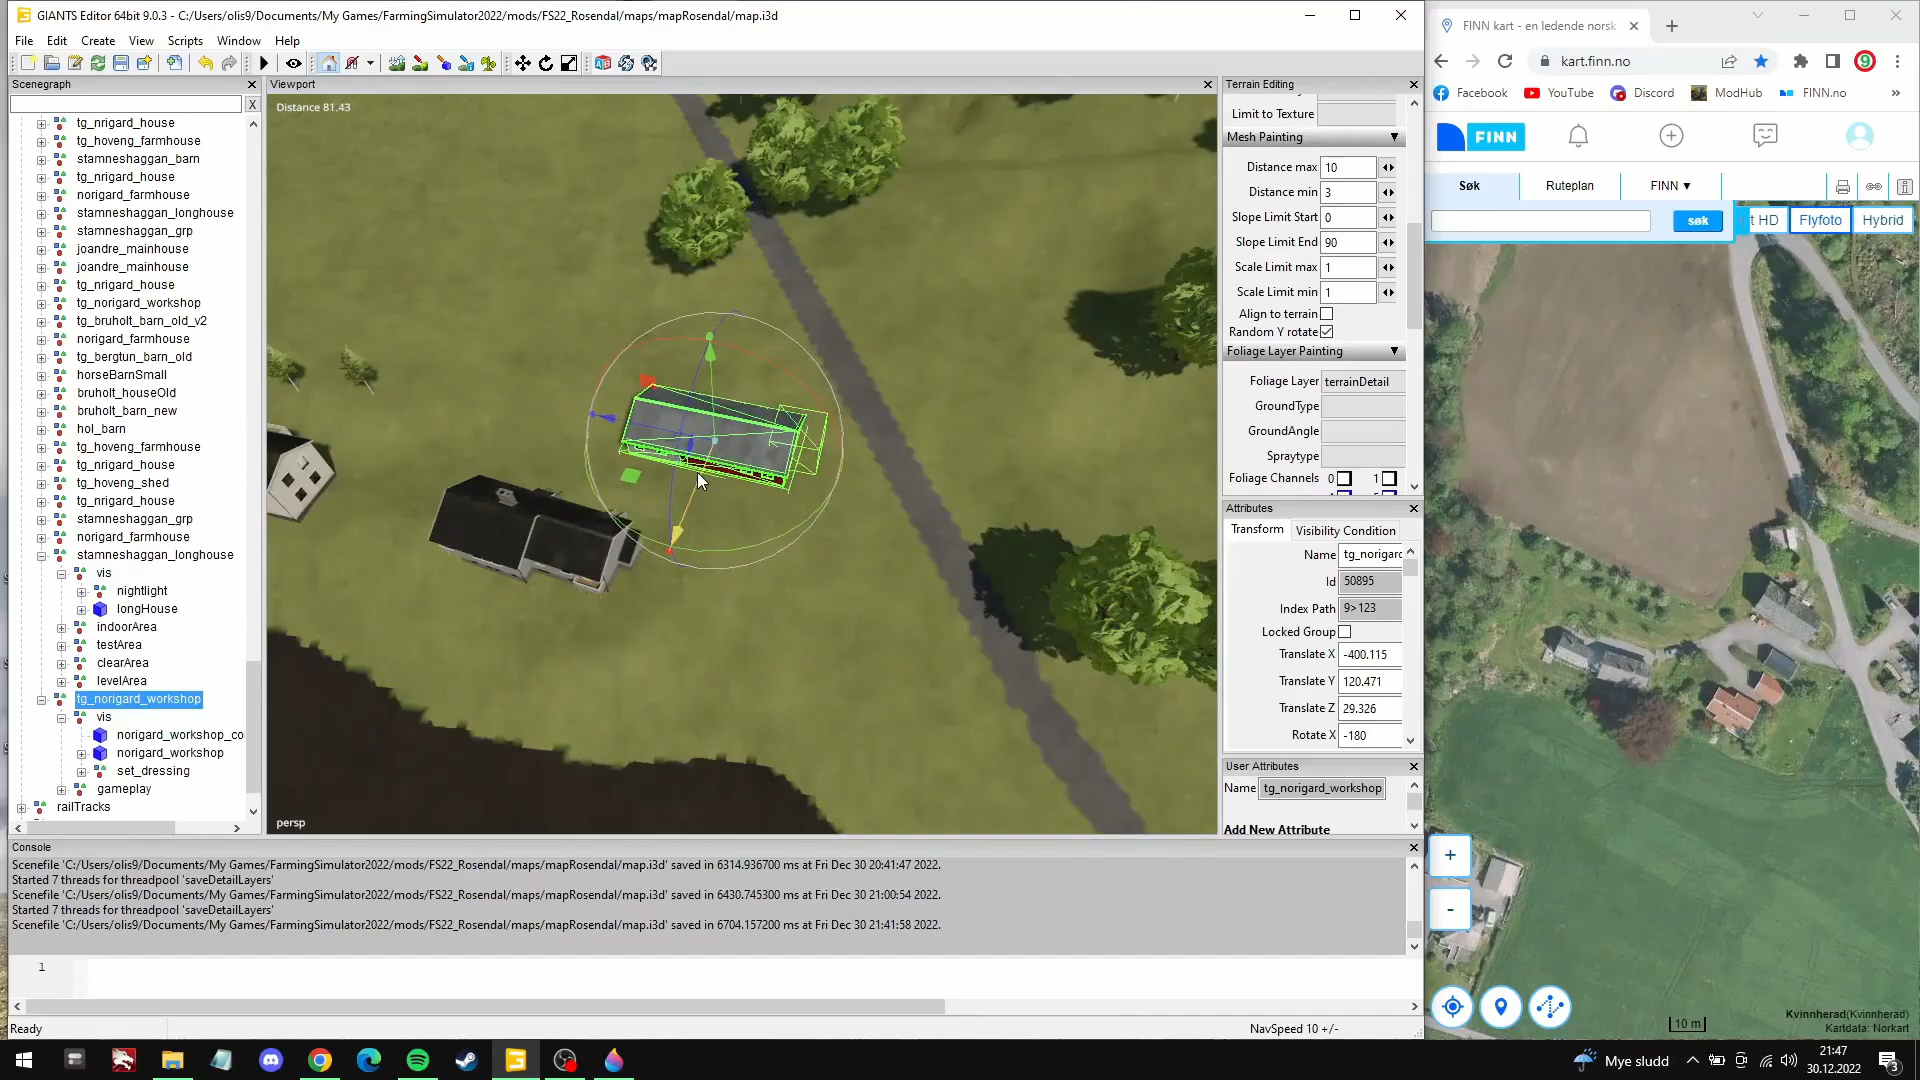 GIANTS Editor 64bit 9.0.3 - C:/Users/olis9/Documents/My Games/FarmingSimulator2022/mods/FS22_Rosendal/maps/mapRosendal/map.i3d
File Edit Create View Scripts Window Help
Scenegraph
X
tg_nrigard_house
tg_hoveng_farmhouse
stamneshaggan_barn
tg_nrigard_house
norigard_farmhouse
stamneshaggan_longhouse
stamneshaggan_grp
joandre_mainhouse
joandre_mainhouse
tg_nrigard_house
tg_norigard_workshop
tg_bruholt_barn_old_v2
norigard_farmhouse
tg_bergtun_barn_old
horseBarnSmall
bruholt_houseOld
bruholt_barn_new
hol_barn
tg_hoveng_farmhouse
tg_nrigard_house
tg_hoveng_shed
tg_nrigard_house
stamneshaggan_grp
norigard_farmhouse
stamneshaggan_longhouse
vis
nightlight
longHouse
indoorArea
testArea
clearArea
levelArea
tg_norigard_workshop
vis
norigard_workshop_co
norigard_workshop
set_dressing
gameplay
railTracks
Viewport
Distance 81.43
persp
Terrain Editing
Limit to Texture
Mesh Painting
Distance max 10
Distance min 3
Slope Limit Start 0
Slope Limit End 90
Scale Limit max 1
Scale Limit min 1
Align to terrain
Random Y rotate
Foliage Layer Painting
Foliage Layer terrainDetail
GroundType
GroundAngle
Spraytype
Foliage Channels 0 1
Attributes
Transform Visibility Condition
Name tg_norigard
Id 50895
Index Path 9>123
Locked Group
Translate X -400.115
Translate Y 120.471
Translate Z 29.326
Rotate X -180
User Attributes
Name tg_norigard_workshop
Add New Attribute
Console
Scenefile 'C:/Users/olis9/Documents/My Games/FarmingSimulator2022/mods/FS22_Rosendal/maps/mapRosendal/map.i3d' saved in 6314.936700 ms at Fri Dec 30 20:41:47 2022.
Started 7 threads for threadpool 'saveDetailLayers'
Scenefile 'C:/Users/olis9/Documents/My Games/FarmingSimulator2022/mods/FS22_Rosendal/maps/mapRosendal/map.i3d' saved in 6430.745300 ms at Fri Dec 30 21:00:54 2022.
Started 7 threads for threadpool 'saveDetailLayers'
Scenefile 'C:/Users/olis9/Documents/My Games/FarmingSimulator2022/mods/FS22_Rosendal/maps/mapRosendal/map.i3d' saved in 6704.157200 ms at Fri Dec 30 21:41:58 2022.
1
Ready
NavSpeed 10 +/-
FINN kart - en ledende norsk
kart.finn.no
9
Facebook YouTube Discord ModHub FINN.no
FINN
Søk Ruteplan FINN
søk
t HD Flyfoto Hybrid
+
-
10 m
Kvinnherad(Kvinnherad)
Kartdata: Norkart
Mye sludd
21:47
30.12.2022
3